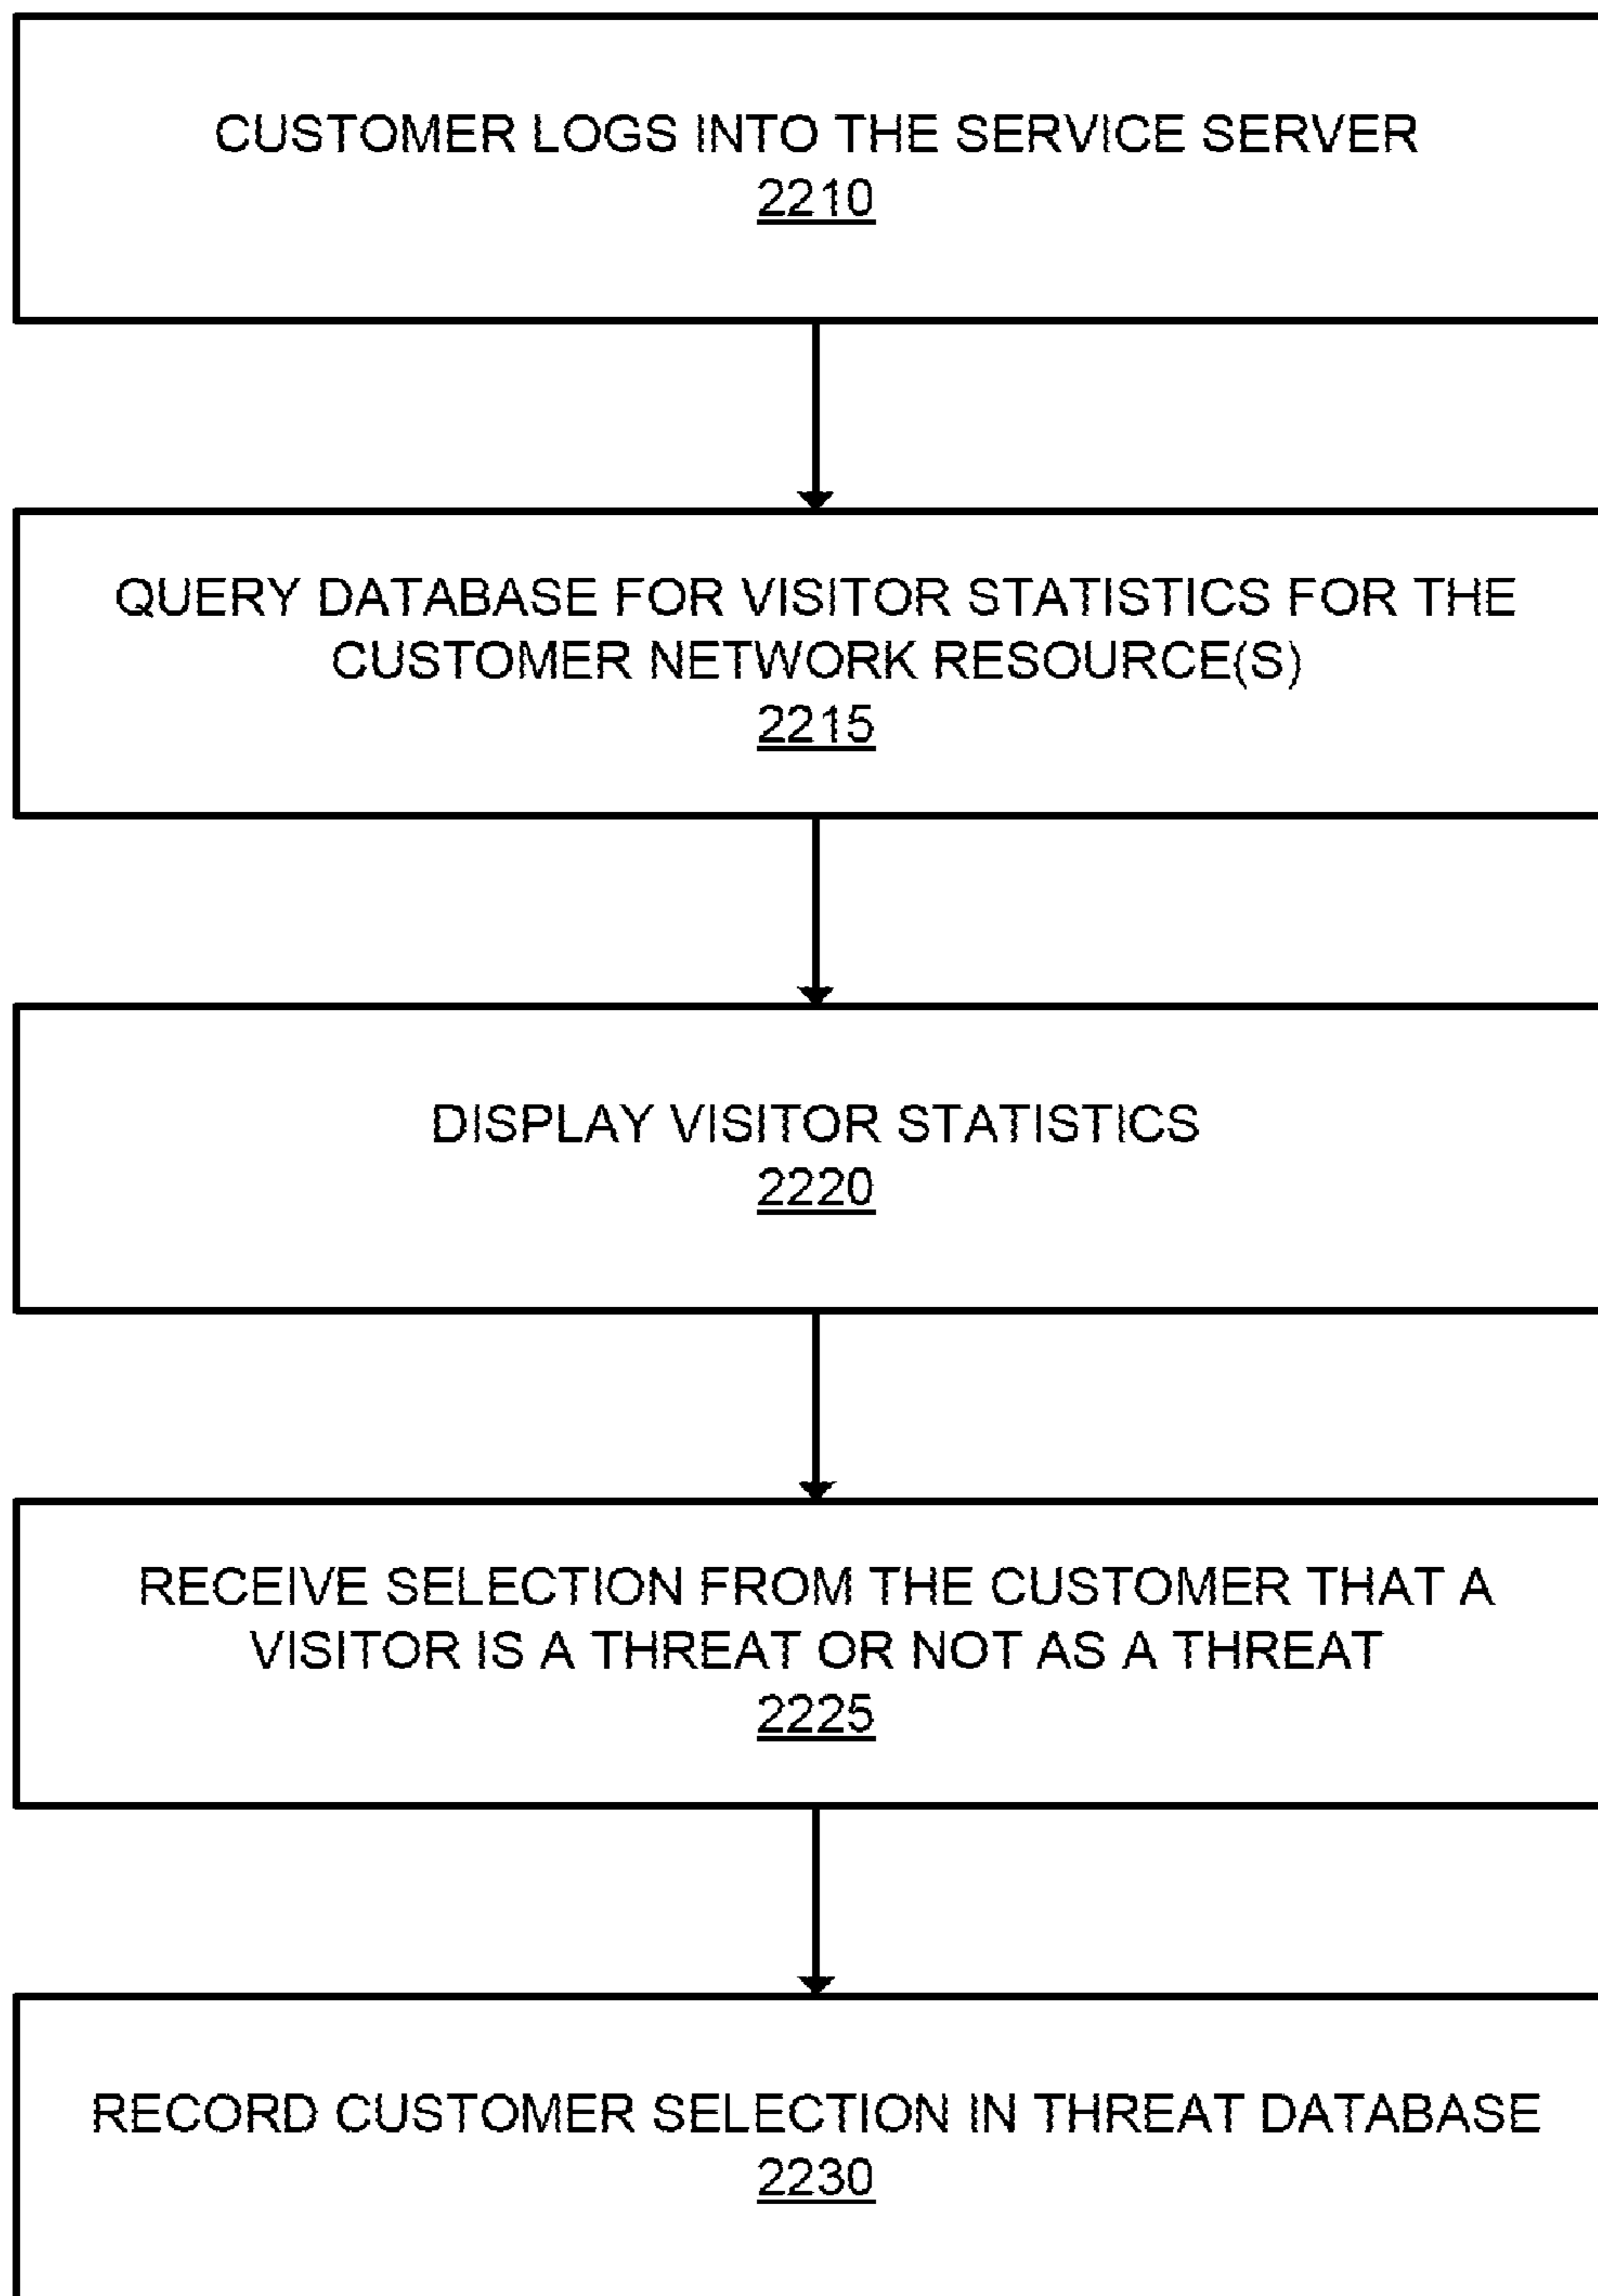 CUSTOMER LOGS INTO THE SERVICE SERVER
2210
QUERY DATABASE FOR VISITOR STATISTICS FOR THE
CUSTOMER NETWORK RESOURCE(S)
2215
DISPLAY VISITOR STATISTICS
2220
RECEIVE SELECTION FROM THE CUSTOMER THAT A
VISITOR IS A THREAT OR NOT AS A THREAT
2225
RECORD CUSTOMER SELECTION IN THREAT DATABASE
2230